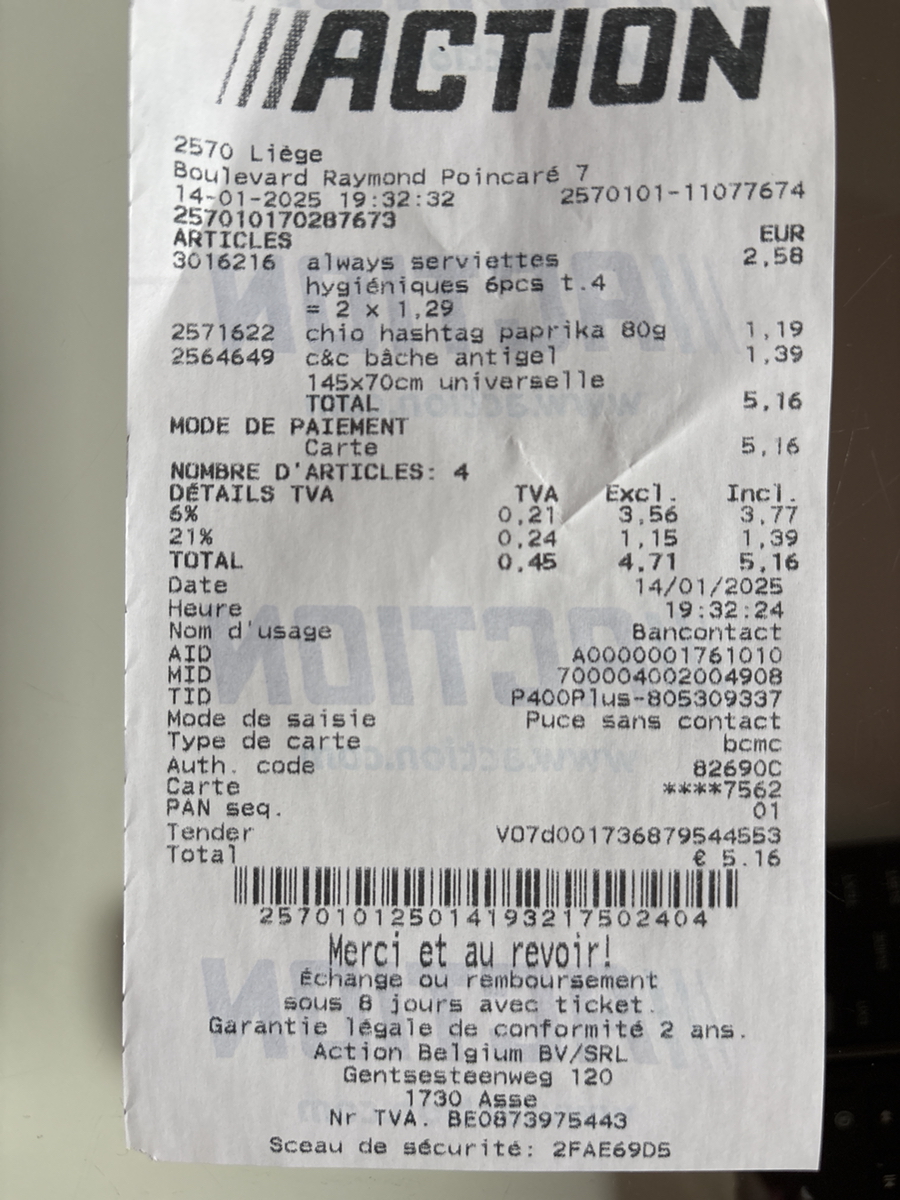 ACTION
2570 Liège
Boulevard Raymond Poincaré 7
14-01-2025 19:32:32 2570101-11077674
257010170287673
ARTICLES EUR
3016216 always serviettes 2,58
hygiéniques 6pcs t.4
= 2 x 1,29
2571622 chio hashtag paprika 80g 1,19
2564649 c&c bâche antigel 1,39
145x70cm universelle
TOTAL 5,16
MODE DE PAIEMENT
Carte 5,16
NOMBRE D'ARTICLES: 4
DÉTAILS TVA TVA Excl. Incl.
6% 0,21 3,56 3,77
21% 0,24 1,15 1,39
TOTAL 0,45 4,71 5,16
Date 14/01/2025
Heure 19:32:24
Nom d'usage Bancontact
AID A0000001761010
MID 700004002004908
TID P400Plus-805309337
Mode de saisie Puce sans contact
Type de carte bcmc
Auth. code 82690C
Carte ****7562
PAN seq. 01
Tender V07d001736879544553
Total € 5.16
257010125014193217502404
Merci et au revoir!
Échange ou remboursement
sous 8 jours avec ticket.
Garantie légale de conformité 2 ans.
Action Belgium BV/SRL
Gentsesteenweg 120
1730 Asse
Nr TVA. BE0873975443
Sceau de sécurité: 2FAE69D5